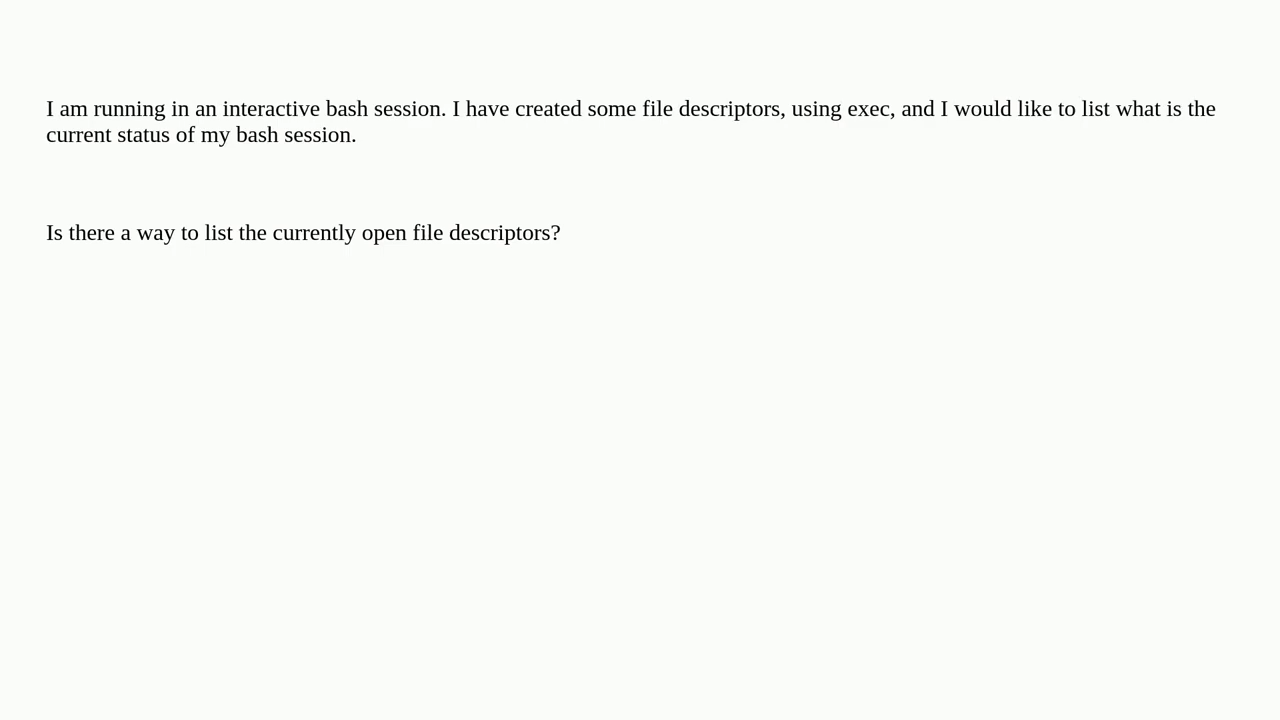 I am running in an interactive bash session. I have created some file descriptors, using exec, and I would like to list what is the
current status of my bash session.
Is there a way to list the currently open file descriptors?